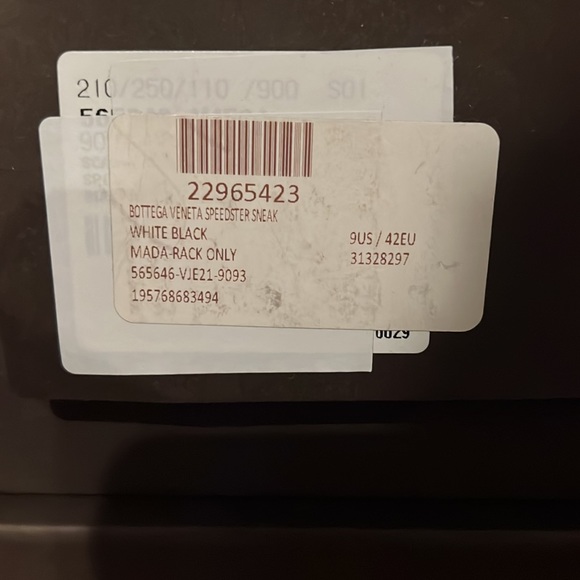 210/250/110 /900 S01
22965423
BOTTEGA VENETA SPEEDSTER SNEAK
WHITE BLACK
9US / 42EU
MADA-RACK ONLY
31328297
565646-VJE21-9093
195768683494
0029